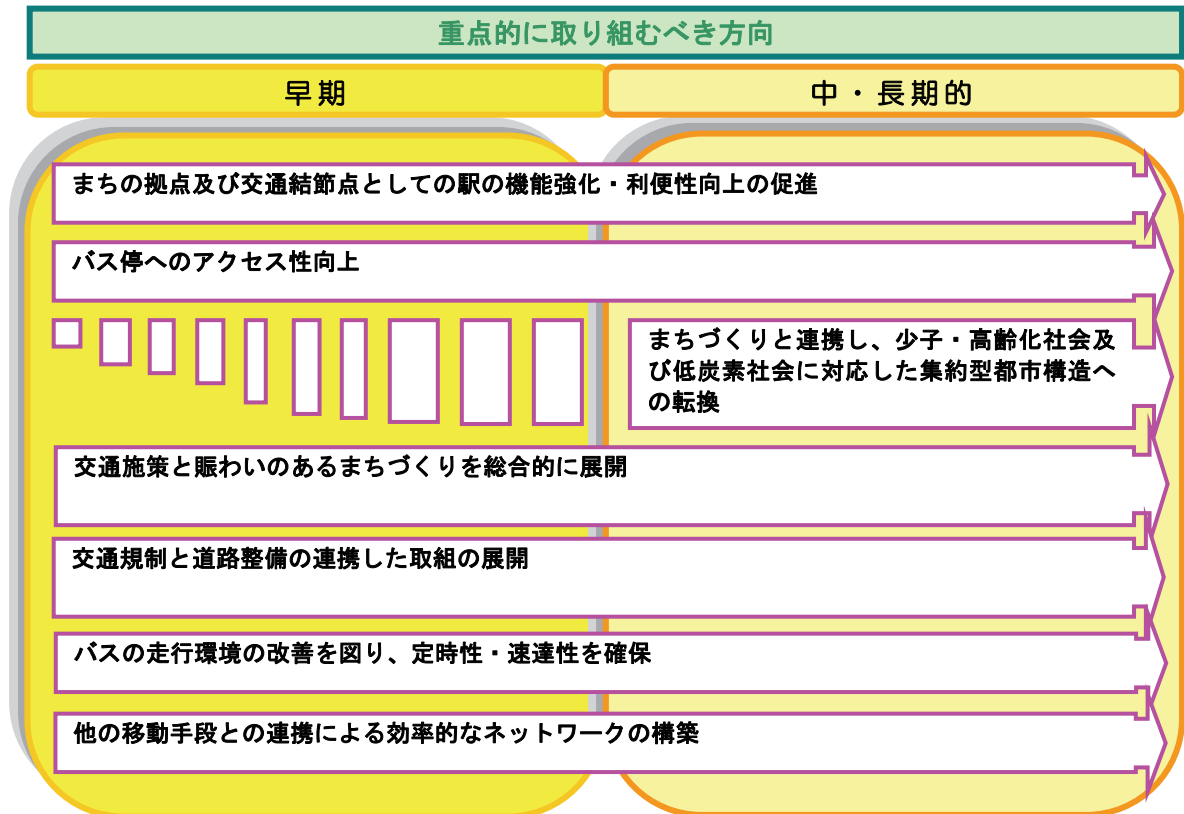 重点的に取り組むべき方向
早期
中・長期的
まちの拠点及び交通結節点としての駅の機能強化・利便性向上の促進
バス停へのアクセス性向上
まちづくりと連携し、少子・高齢化社会及
び低炭素社会に対応した集約型都市構造へ
の転換
交通施策と賑わいのあるまちづくりを総合的に展開
交通規制と道路整備の連携した取組の展開
バスの走行環境の改善を図り、定時性・速達性を確保
他の移動手段との連携による効率的なネットワークの構築